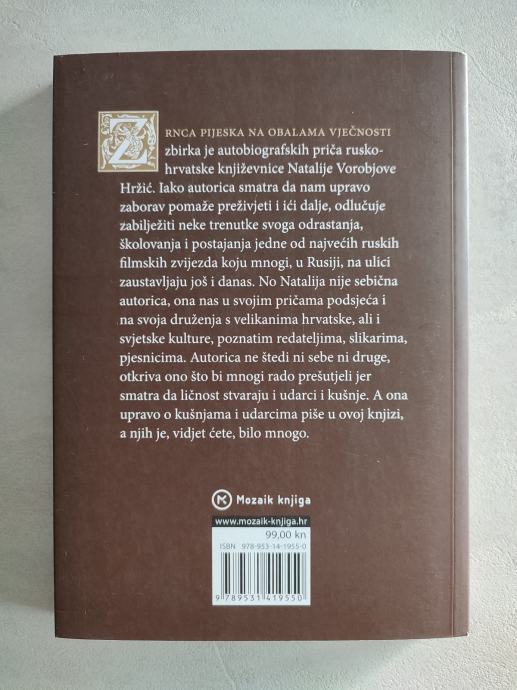 ZRNCA PIJESKA NA OBALAMA VJEČNOSTI
zbirka je autobiografskih priča rusko-
hrvatske književnice Natalije Vorobjove
Hržić. Iako autorica smatra da nam upravo
zaborav pomaže preživjeti i ići dalje, odlučuje
zabilježiti neke trenutke svoga odrastanja,
školovanja i postajanja jedne od najvećih ruskih
filmskih zvijezda koju mnogi, u Rusiji, na ulici
zaustavljaju još i danas. No Natalija nije sebična
autorica, ona nas u svojim pričama podsjeća i
na svoja druženja s velikanima hrvatske, ali i
svjetske kulture, poznatim redateljima, slikarima,
pjesnicima. Autorica ne štedi ni sebe ni druge,
otkriva ono što bi mnogi rado prešutjeli jer
smatra da ličnost stvaraju i udarci i kušnje. A ona
upravo o kušnjama i udarcima piše u ovoj knjizi,
a njih je, vidjet ćete, bilo mnogo.
Mozaik knjiga
www.mozaik-knjiga.hr
99,00 kn
ISBN 978-953-14-1955-0
9 789531 419550